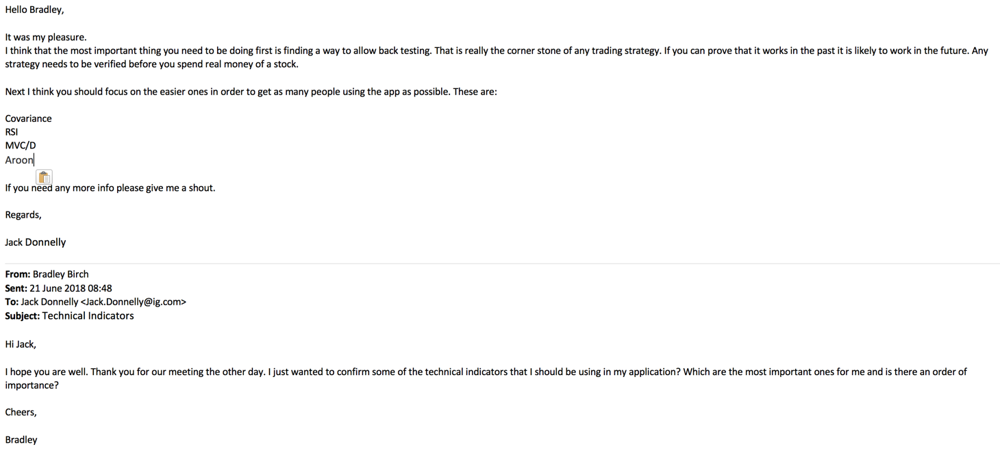 Hello Bradley,
It was my pleasure.
I think that the most important thing you need to be doing first is finding a way to allow back testing. That is really the corner stone of any trading strategy. If you can prove that it works in the past it is likely to work in the future. Any
strategy needs to be verified before you spend real money of a stock.
Next I think you should focus on the easier ones in order to get as many people using the app as possible. These are:
Covariance
RSI
MVC/D
Aroon
If you need any more info please give me a shout.
Regards,
Jack Donnelly
From: Bradley Birch
Sent: 21 June 2018 08:48
To: Jack Donnelly <Jack.Donnelly@ig.com>
Subject: Technical Indicators
Hi Jack,
I hope you are well. Thank you for our meeting the other day. I just wanted to confirm some of the technical indicators that I should be using in my application? Which are the most important ones for me and is there an order of
importance?
Cheers,
Bradley